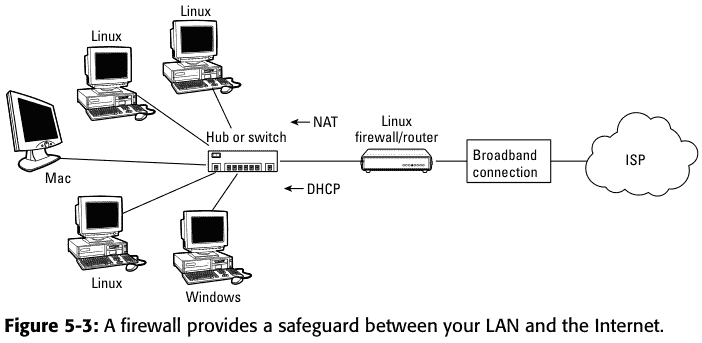 Linux
Linux
Mac
Hub or switch
← NAT
Linux
firewall/router
Broadband
connection
ISP
← DHCP
Linux
Windows
Figure 5-3: A firewall provides a safeguard between your LAN and the Internet.